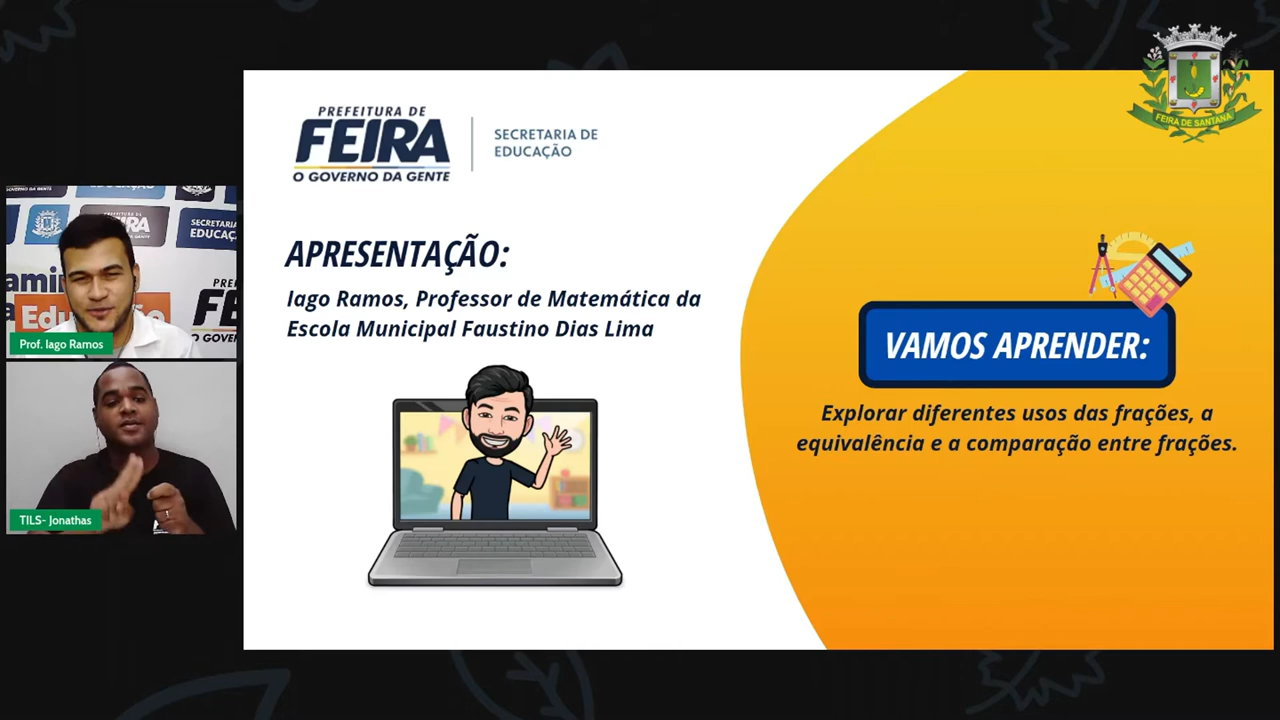 FEIRA DE SANTANA
PREFEITURA DE
FEIRA
O GOVERNO DA GENTE
SECRETARIA DE
EDUCAÇÃO
APRESENTAÇÃO:
Iago Ramos, Professor de Matemática da
Escola Municipal Faustino Dias Lima
VAMOS APRENDER:
Explorar diferentes usos das frações, a
equivalência e a comparação entre frações.
Prof. Iago Ramos
TILS- Jonathas